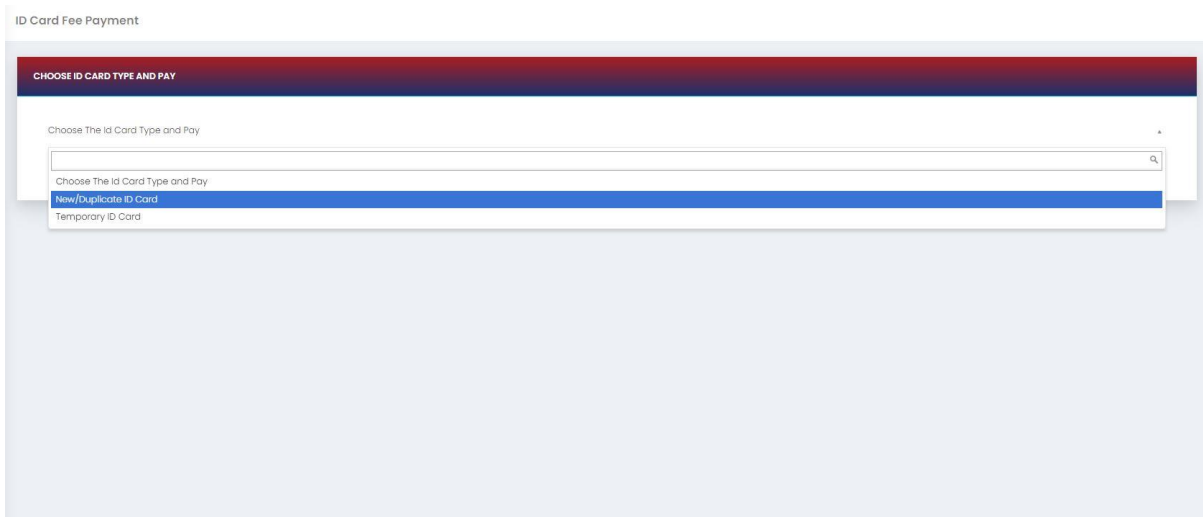 ID Card Fee Payment
CHOOSE ID CARD TYPE AND PAY
Choose The Id Card Type and Pay
Choose The Id Card Type and Pay
New/Duplicate ID Card
Temporary ID Card